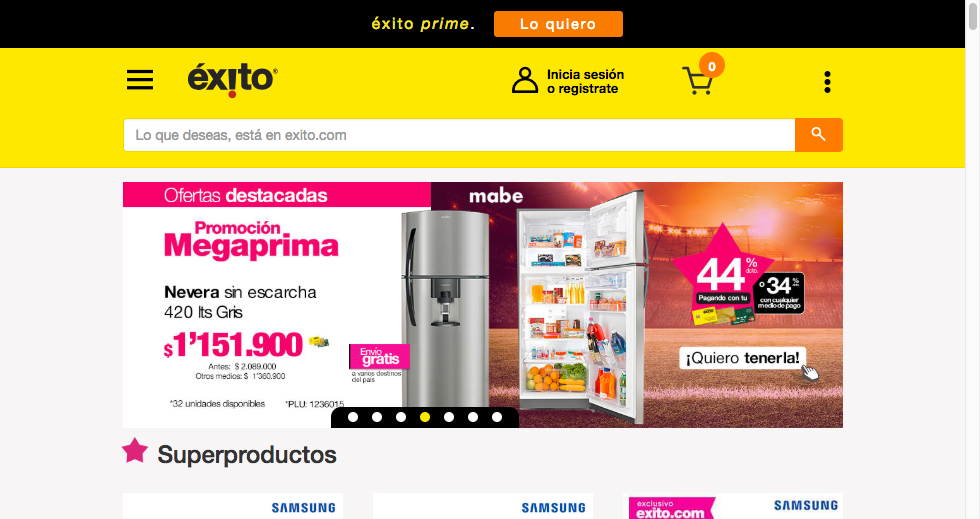 éxito prime.
Lo quiero
éxito
Inicia sesión
o registrate
0
Lo que deseas, está en exito.com
Ofertas destacadas
mabe
Promoción
Megaprima
Nevera sin escarcha
420 lts Gris
$1'151.900
Antes: $ 2.089.000
Otros medios: $ 1'360.900
Envío
gratis
a varios destinos
del país
*32 unidades disponibles
*PLU: 1236015
44% dcto.
Pagando con tu
o 34%
con cualquier
medio de pago
¡Quiero tenerla!
Superproductos
SAMSUNG
SAMSUNG
exclusivo
exito.com
SAMSUNG